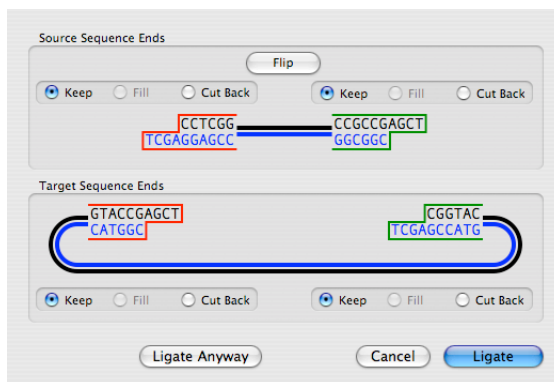 Source Sequence Ends
Flip
Keep Fill Cut Back Keep Fill Cut Back
CCTCGG CCGCCGAGCT
TCGAGGAGCC GGCGGC
Target Sequence Ends
GTACCGAGCT CGGTAC
CATGGC TCGAGCCATG
Keep Fill Cut Back Keep Fill Cut Back
Ligate Anyway Cancel Ligate